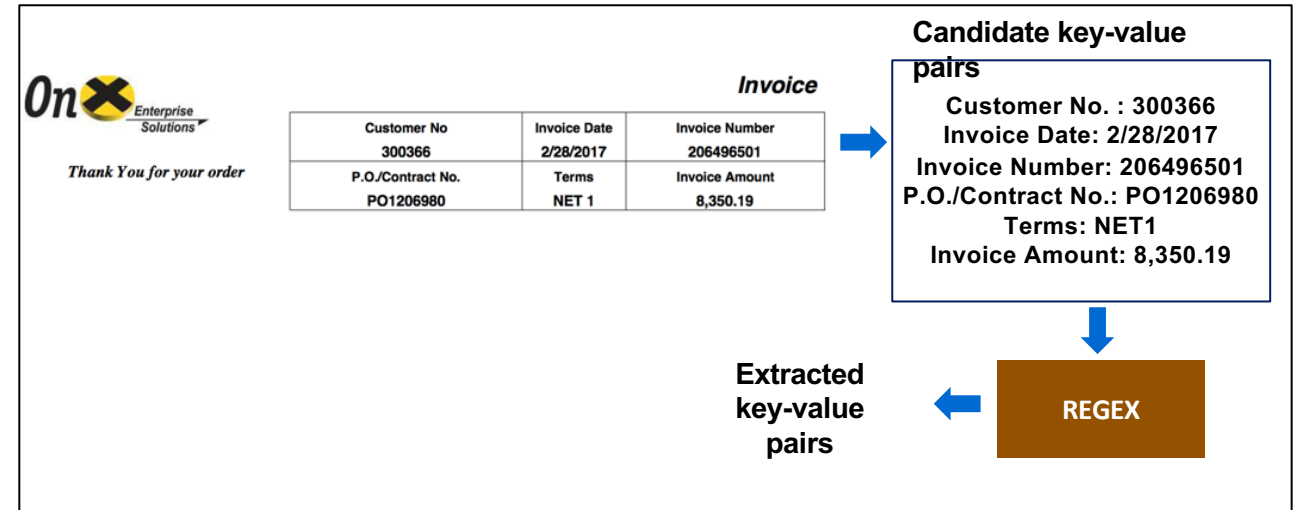 On X Enterprise
Solutions
Thank You for your order
Invoice
Customer No Invoice Date Invoice Number
300366 2/28/2017 206496501
P.O./Contract No. Terms Invoice Amount
PO1206980 NET 1 8,350.19
Candidate key-value
pairs
Customer No. : 300366
Invoice Date: 2/28/2017
Invoice Number: 206496501
P.O./Contract No.: PO1206980
Terms: NET1
Invoice Amount: 8,350.19
REGEX
Extracted
key-value
pairs